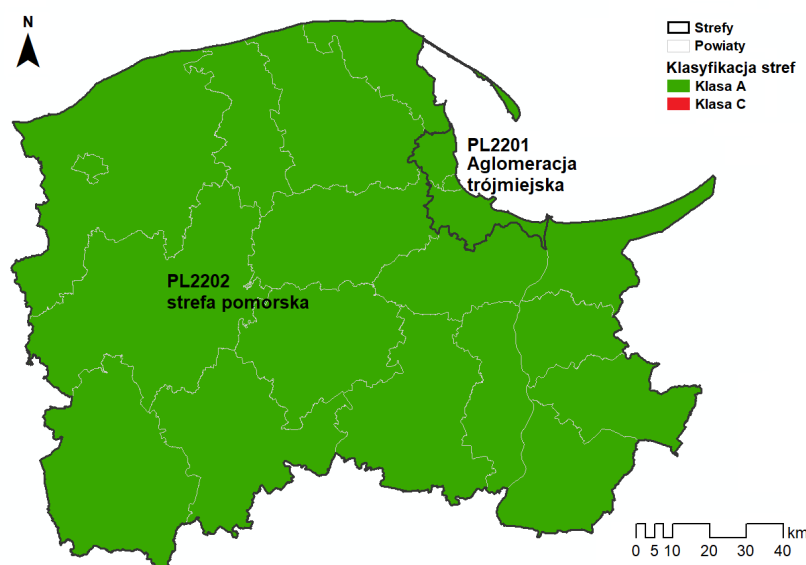 N
Strefy
Powiaty
Klasyfikacja stref
Klasa A
Klasa C
PL2201
Aglomeracja
trójmiejska
PL2202
strefa pomorska
km
0 5 10 20 30 40